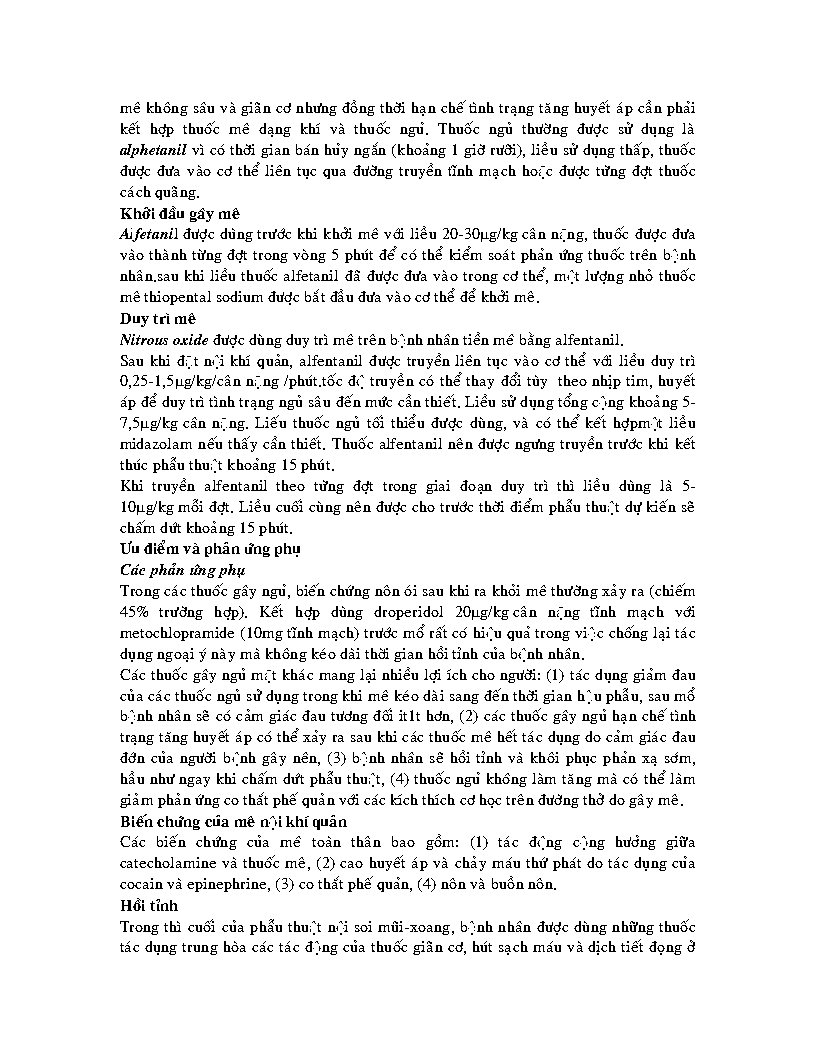 mê không sâu và giãn cơ nhưng đồng thời hạn chế tình trạng tăng huyết áp cần phải
kết hợp thuốc mê dạng khí và thuốc ngủ. Thuốc ngủ thường được sử dụng là
alphetanil vì có thời gian bán hủy ngắn (khoảng 1 giờ rưỡi), liều sử dụng thấp, thuốc
được đưa vào cơ thể liên tục qua đường truyền tĩnh mạch hoặc được từng đợt thuốc
cách quãng.
Khởi đầu gây mê
Alfetanil được dùng trước khi khởi mê với liều 20-30µg/kg cân nặng, thuốc được đưa
vào thành từng đợt trong vòng 5 phút để có thể kiểm soát phản ứng thuốc trên bệnh
nhân.sau khi liều thuốc alfetanil đã được đưa vào trong cơ thể, một lượng nhỏ thuốc
mê thiopental sodium được bắt đầu đưa vào cơ thể để khởi mê.
Duy trì mê
Nitrous oxide được dùng duy trì mê trên bệnh nhân tiền mê bằng alfentanil.
Sau khi đặt nội khí quản, alfentanil được truyền liên tục vào cơ thể với liều duy trì
0,25-1,5µg/kg/cân nặng /phút.tốc độ truyền có thể thay đổi tùy theo nhịp tim, huyết
áp để duy trì tình trạng ngủ sâu đến mức cần thiết. Liều sử dụng tổng cộng khoảng 5-
7,5µg/kg cân nặng. Liếu thuốc ngủ tối thiểu được dùng, và có thể kết hợpmột liều
midazolam nếu thấy cần thiết. Thuốc alfentanil nên được ngưng truyền trước khi kết
thúc phẫu thuật khoảng 15 phút.
Khi truyền alfentanil theo từng đợt trong giai đoạn duy trì thì liều dùng là 5-
10µg/kg mỗi đợt. Liều cuối cùng nên được cho trước thời điểm phẫu thuật dự kiến sẽ
chấm dứt khoảng 15 phút.
Ưu điểm và phản ứng phụ
Các phản ứng phụ
Trong các thuốc gây ngủ, biến chứng nôn ói sau khi ra khỏi mê thường xảy ra (chiếm
45% trường hợp). Kết hợp dùng droperidol 20µg/kg cân nặng tĩnh mạch với
metochlopramide (10mg tĩnh mạch) trước mổ rất có hiệu quả trong việc chống lại tác
dụng ngoại ý này mà không kéo dài thời gian hồi tỉnh của bệnh nhân.
Các thuốc gây ngủ mặt khác mang lại nhiều lợi ích cho người: (1) tác dụng giảm đau
của các thuốc ngủ sử dụng trong khi mê kéo dài sang đến thời gian hậu phẫu, sau mổ
bệnh nhân sẽ có cảm giác đau tương đối it1t hơn, (2) các thuốc gây ngủ hạn chế tình
trạng tăng huyết áp có thể xảy ra sau khi các thuốc mê hết tác dụng do cảm giác đau
đớn của người bệnh gây nên, (3) bệnh nhân sẽ hồi tỉnh và khôi phục phản xạ sớm,
hầu như ngay khi chấm dứt phẫu thuật, (4) thuốc ngủ không làm tăng mà có thể làm
giảm phản ứng co thắt phế quản với các kích thích cơ học trên đường thở do gây mê.
Biến chứng của mê nội khí quản
Các biến chứng của mê toàn thân bao gồm: (1) tác động cộng hưởng giữa
catecholamine và thuốc mê, (2) cao huyết áp và chảy máu thứ phát do tác dụng của
cocain và epinephrine, (3) co thắt phế quản, (4) nôn và buồn nôn.
Hồi tỉnh
Trong thì cuối của phẫu thuật nội soi mũi-xoang, bệnh nhân được dùng những thuốc
tác dụng trung hòa các tác động của thuốc giãn cơ, hút sạch máu và dịch tiết đọng ở